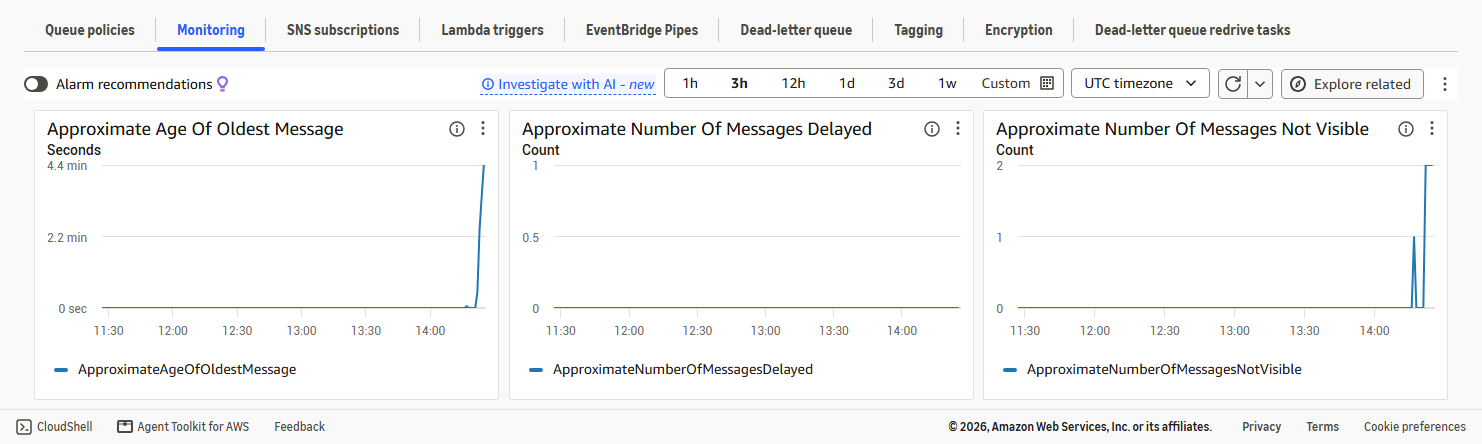 Queue policies Monitoring SNS subscriptions Lambda triggers EventBridge Pipes Dead-letter queue Tagging Encryption Dead-letter queue redrive tasks
Alarm recommendations Investigate with AI - new 1h 3h 12h 1d 3d 1w Custom UTC timezone Explore related
Approximate Age Of Oldest Message
Seconds
4.4 min
2.2 min
0 sec
11:30 12:00 12:30 13:00 13:30 14:00
ApproximateAgeOfOldestMessage
Approximate Number Of Messages Delayed
Count
1
0.5
0
11:30 12:00 12:30 13:00 13:30 14:00
ApproximateNumberOfMessagesDelayed
Approximate Number Of Messages Not Visible
Count
2
1
0
11:30 12:00 12:30 13:00 13:30 14:00
ApproximateNumberOfMessagesNotVisible
CloudShell Agent Toolkit for AWS Feedback © 2026, Amazon Web Services, Inc. or its affiliates. Privacy Terms Cookie preferences